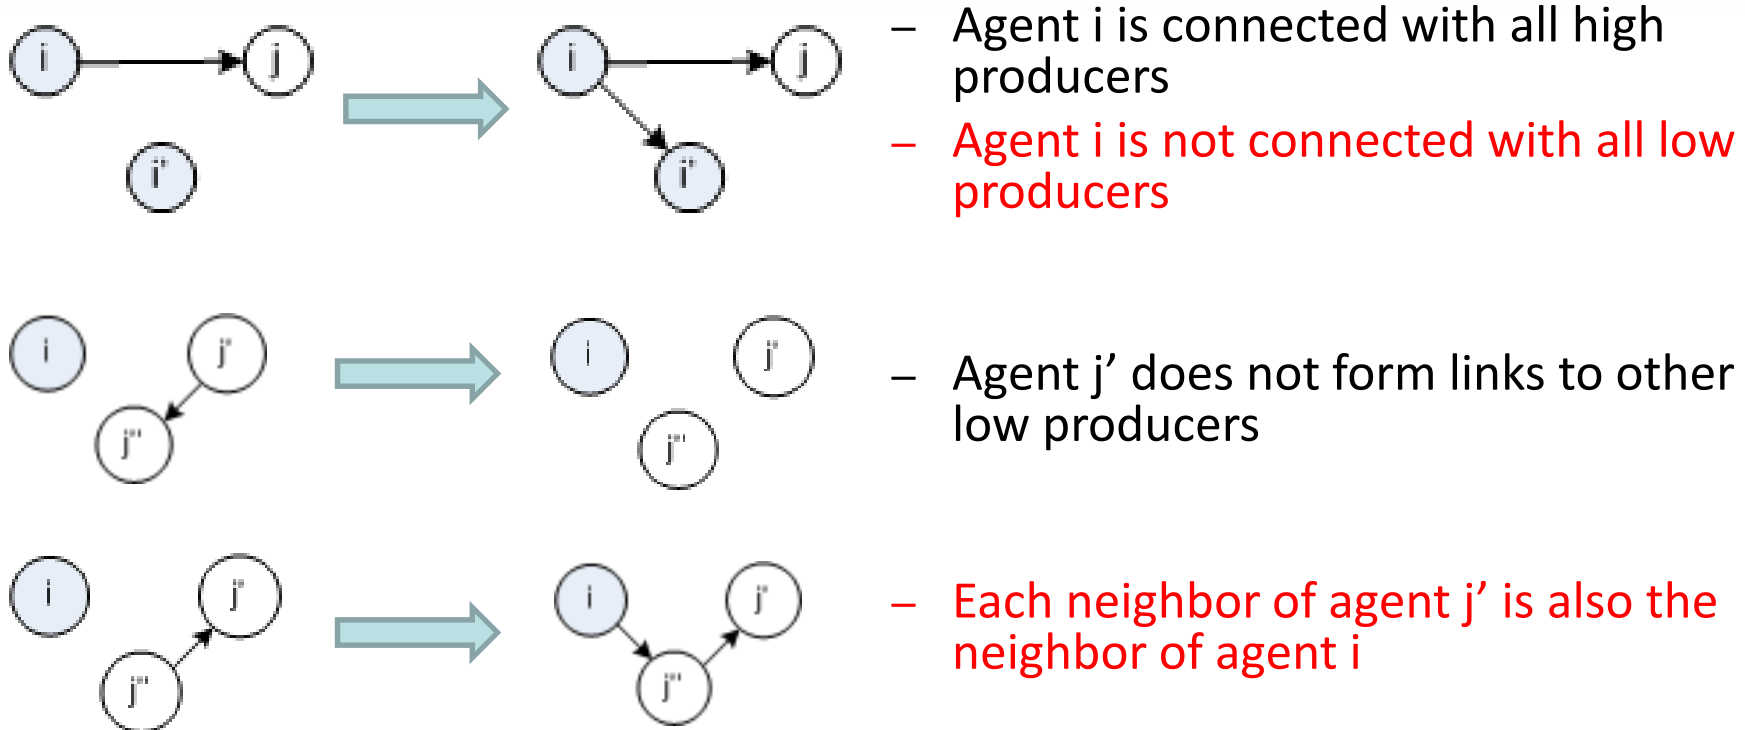 i
j
i'
i
j
i'
– Agent i is connected with all high
producers
– Agent i is not connected with all low
producers
i
j'
j''
i
j'
j''
– Agent j’ does not form links to other
low producers
i
j'
j''
i
j'
j''
– Each neighbor of agent j’ is also the
neighbor of agent i